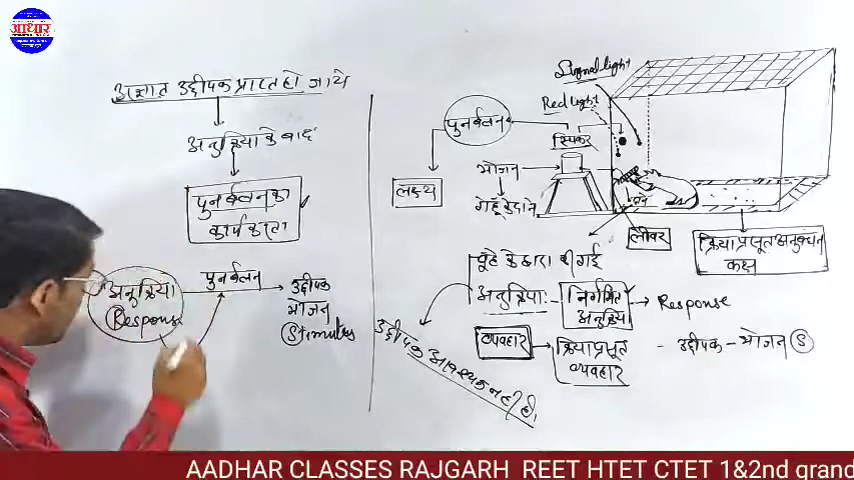 आधार
अज्ञात उद्दीपक प्राप्त हो जाये
अनुक्रिया के बाद
पुनर्बलन का
कार्य करता
अनुक्रिया
Response
पुनर्बलन
उद्दीपक
भोजन
Stimulus
Signal light
Red light
पुनर्बलन
स्पिकर
लक्ष्य
भोजन
गेहूं के दाने
लीवर
क्रिया प्रसूत अनुबन्धन
कक्ष
चूहे के द्वारा की गई
अनुक्रिया - निर्गमित
अनुक्रिया
Response
व्यवहार
क्रिया प्रसूत
व्यवहार
- उद्दीपक - भोजन S
उद्दीपक आवश्यक नही है।
AADHAR CLASSES RAJGARH REET HTET CTET 1&2nd grand